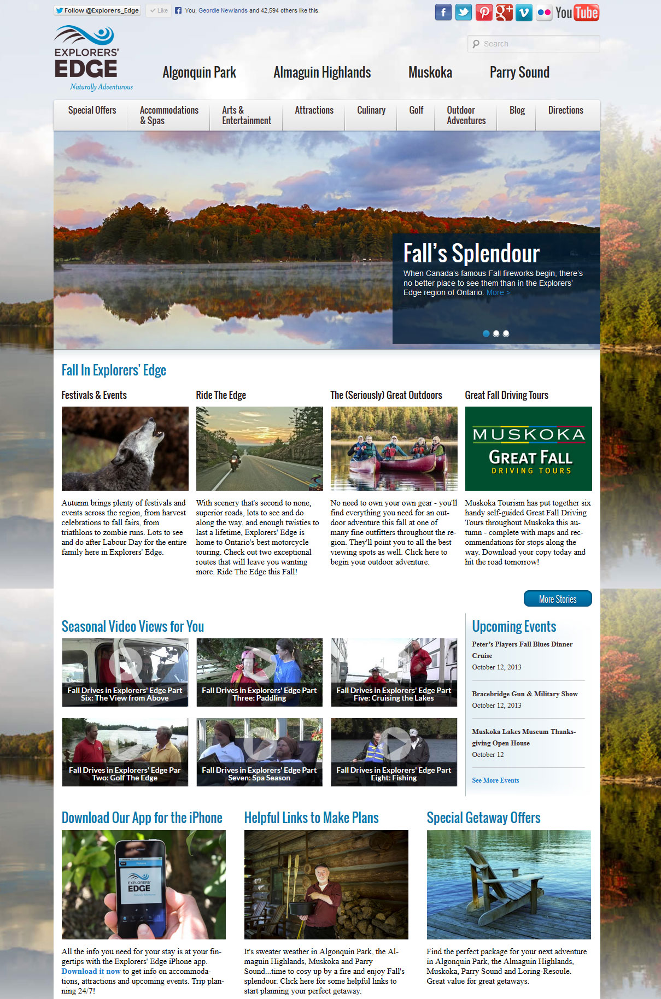 Follow @Explorers_Edge
Like
You, Geordie Newlands and 42,594 others like this.
You Tube
Search
EXPLORERS'
EDGE
Naturally Adventurous
Algonquin Park
Almaguin Highlands
Muskoka
Parry Sound
Special Offers
Accommodations
& Spas
Arts &
Entertainment
Attractions
Culinary
Golf
Outdoor
Adventures
Blog
Directions
Fall's Splendour
When Canada's famous Fall fireworks begin, there's
no better place to see them than in the Explorers'
Edge region of Ontario. More >
Fall In Explorers' Edge
Festivals & Events
Autumn brings plenty of festivals and
events across the region, from harvest
celebrations to fall fairs, from
triathlons to zombie runs. Lots to see
and do after Labour Day for the entire
family here in Explorers' Edge.
Ride The Edge
EDGE
With scenery that's second to none,
superior roads, lots to see and do
along the way, and enough twisties to
last a lifetime, Explorers' Edge is
home to Ontario's best motorcycle
touring. Check out two exceptional
routes that will leave you wanting
more. Ride The Edge this Fall!
The (Seriously) Great Outdoors
No need to own your own gear - you'll
find everything you need for an out-
door adventure this fall at one of
many fine outfitters throughout the re-
gion. They'll point you to all the best
viewing spots as well. Click here to
begin your outdoor adventure.
Great Fall Driving Tours
MUSKOKA
GREAT FALL
DRIVING TOURS
Muskoka Tourism has put together six
handy self-guided Great Fall Driving
Tours throughout Muskoka this au-
tumn - complete with maps and rec-
ommendations for stops along the
way. Download your copy today and
hit the road tomorrow!
More Stories
Seasonal Video Views for You
Fall Drives in Explorers' Edge Part
Six: The View from Above
Fall Drives in Explorers' Edge Part
Three: Paddling
Fall Drives in Explorers' Edge Part
Five: Cruising the Lakes
Fall Drives in Explorers' Edge Par
Two: Golf The Edge
Fall Drives in Explorers' Edge Part
Seven: Spa Season
Fall Drives in Explorers' Edge Part
Eight: Fishing
Upcoming Events
Peter's Players Fall Blues Dinner
Cruise
October 12, 2013
Bracebridge Gun & Military Show
October 12, 2013
Muskoka Lakes Museum Thanks-
giving Open House
October 12
See More Events
Download Our App for the iPhone
Pictures
EXPLORERS'
EDGE
Naturally Adventurous
All the info you need for your stay is at your fin-
gertips with the Explorers' Edge iPhone app.
Download it now to get info on accommoda-
tions, attractions and upcoming events. Trip plan-
ning 24/7!
Helpful Links to Make Plans
It's sweater weather in Algonquin Park, the Al-
maguin Highlands, Muskoka and Parry
Sound...time to cosy up by a fire and enjoy Fall's
splendour. Click here for some helpful links to
start planning your perfect getaway.
Special Getaway Offers
Find the perfect package for your next adventure
in Algonquin Park, the Almaguin Highlands,
Muskoka, Parry Sound and Loring-Resoule.
Great value for great getaways.